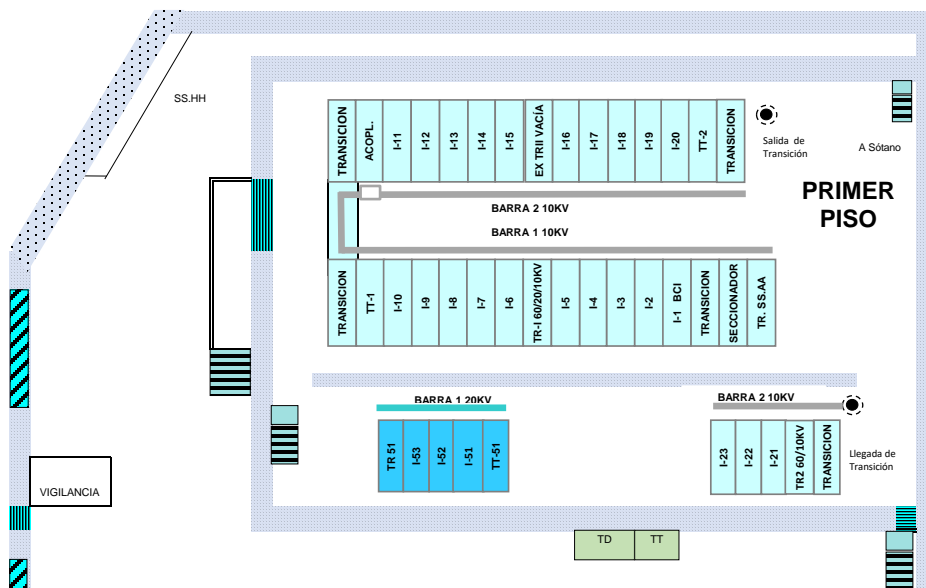 SS.HH
TRANSICION
ACOPL.
I-11
I-12
I-13
I-14
I-15
EX TRII VACÍA
I-16
I-17
I-18
I-19
I-20
TT-2
TRANSICION
Salida de
Transición
A Sótano
PRIMER
PISO
BARRA 2 10KV
BARRA 1 10KV
TRANSICION
TT-1
I-10
I-9
I-8
I-7
I-6
TR-I 60/20/10KV
I-5
I-4
I-3
I-2
I-1 BCI
TRANSICION
SECCIONADOR
TR. SS.AA
BARRA 1 20KV
TR 51
I-53
I-52
I-51
TT-51
BARRA 2 10KV
I-23
I-22
I-21
TR2 60/10KV
TRANSICION
Llegada de
Transición
VIGILANCIA
TD
TT